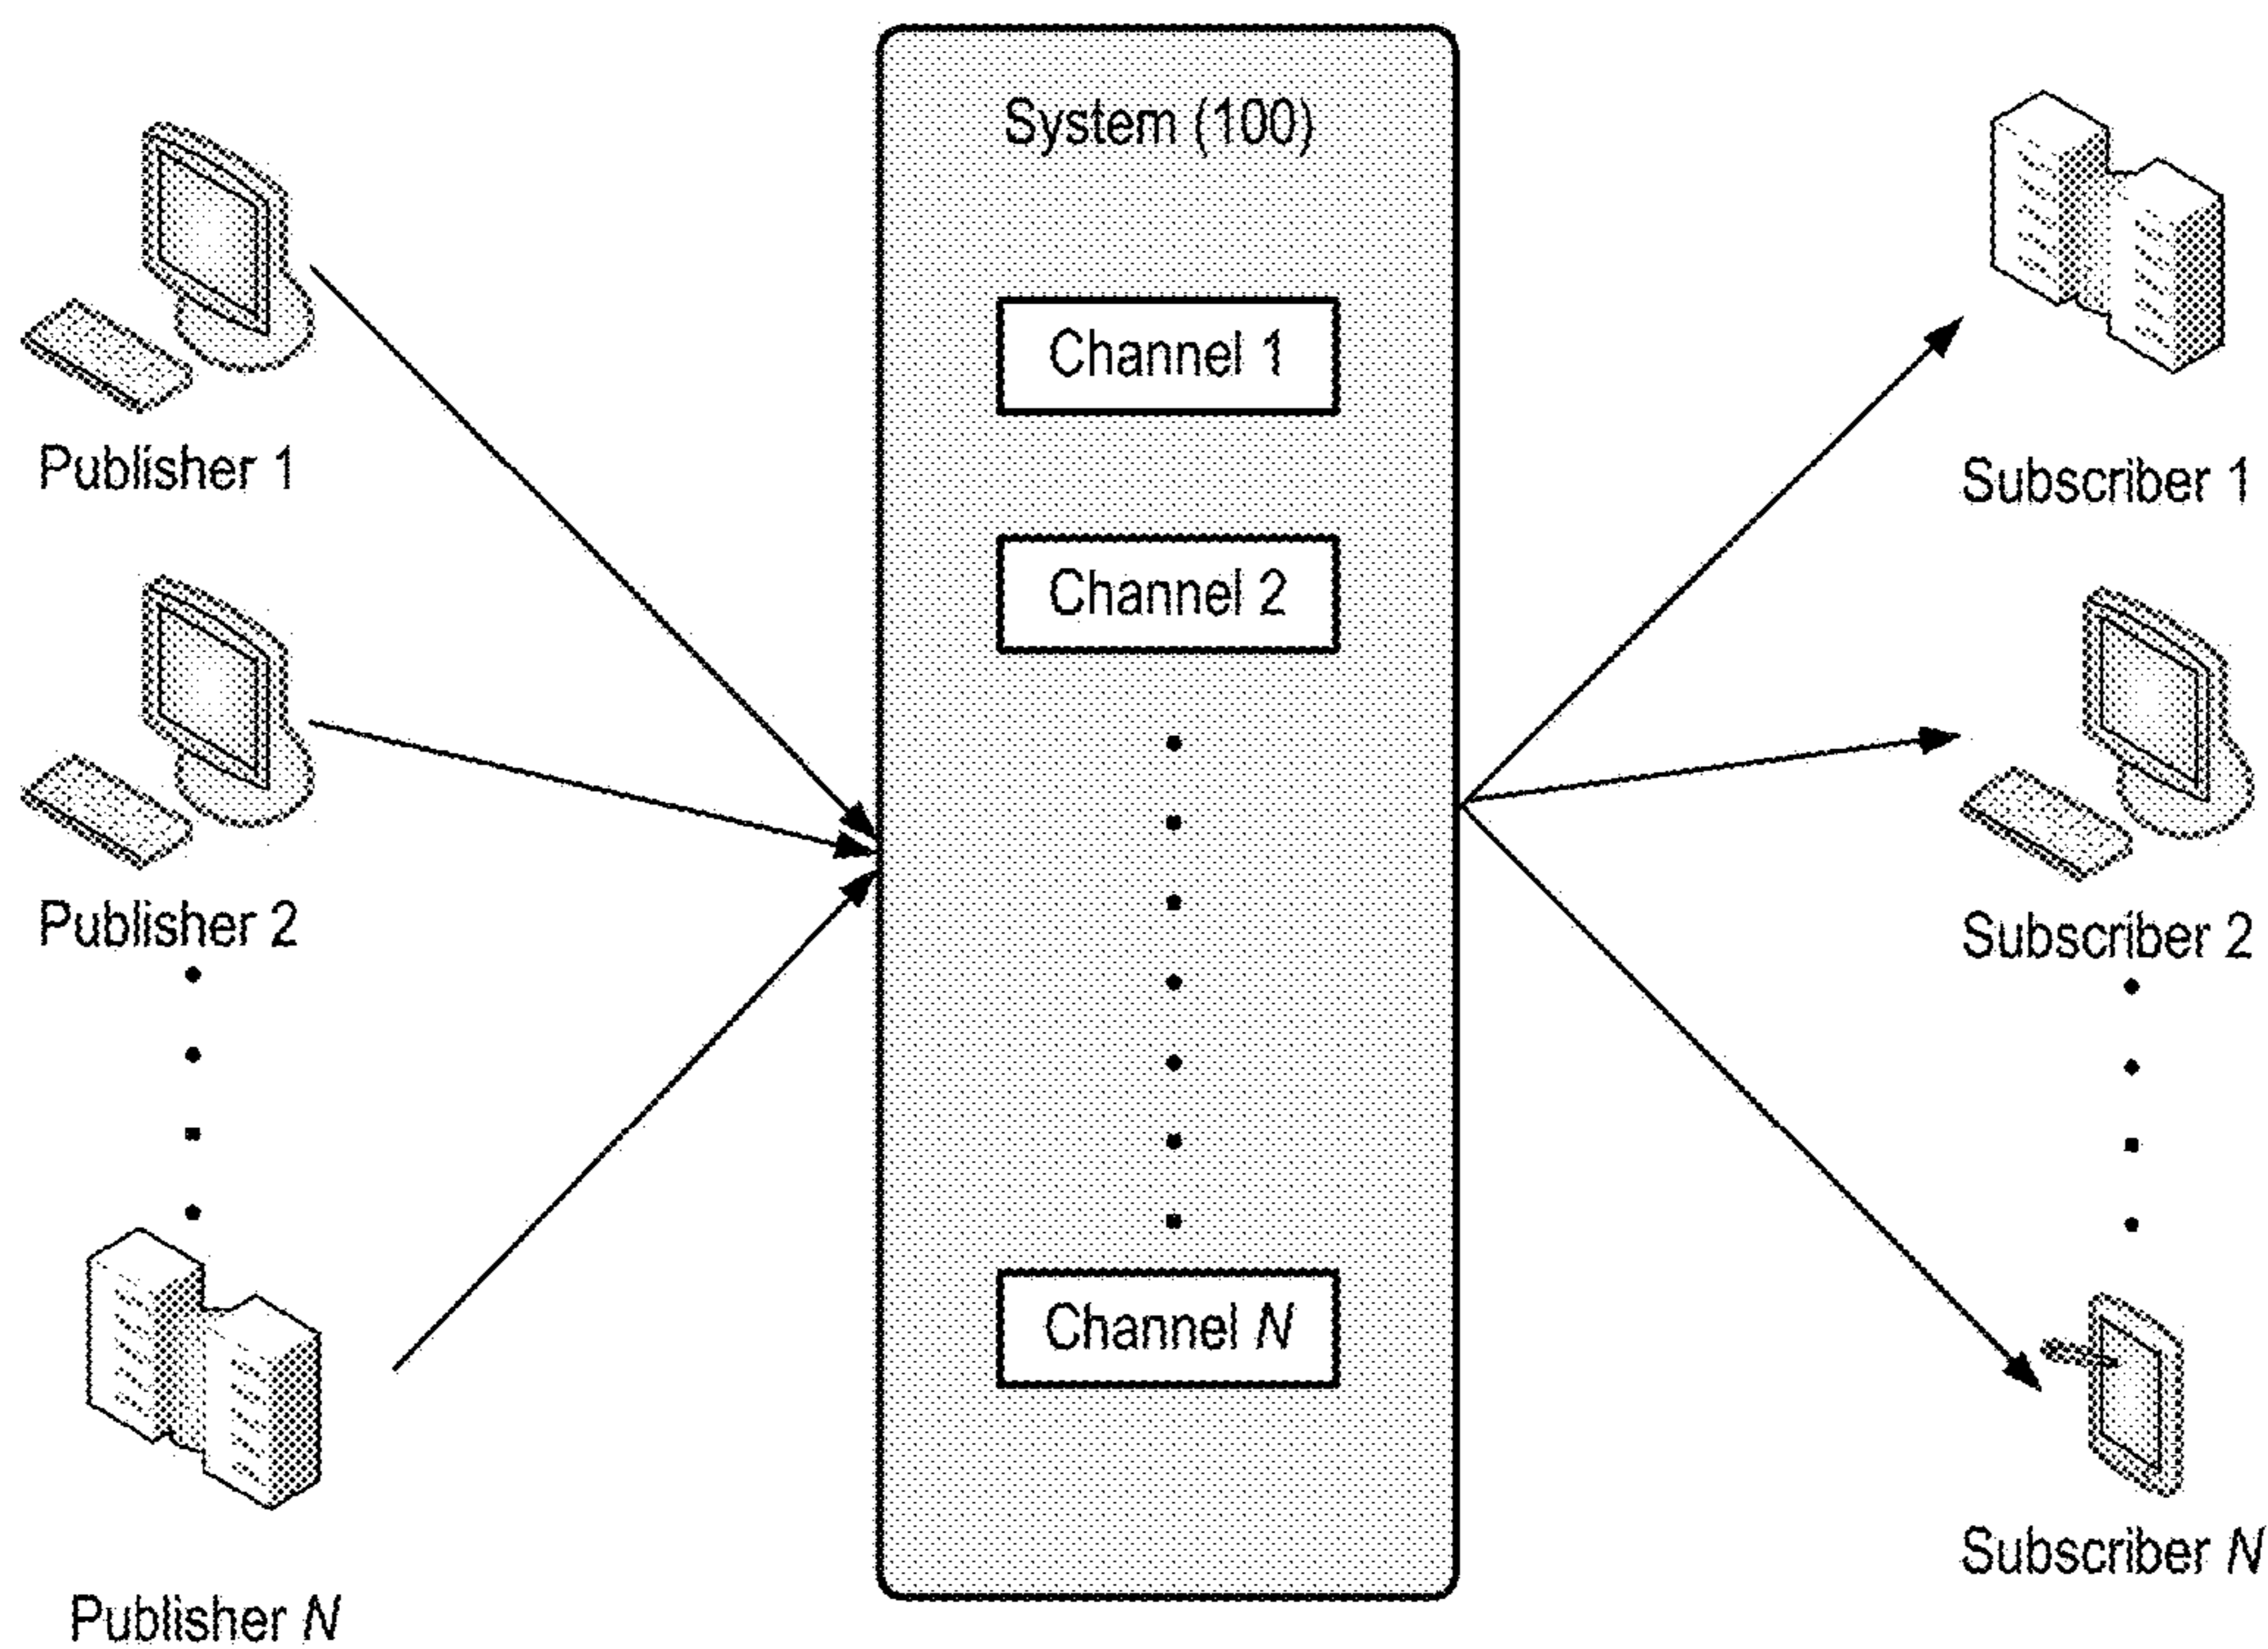 System (100)
Channel 1
Channel 2
Channel N
Publisher 1
Publisher 2
Publisher N
Subscriber 1
Subscriber 2
Subscriber N